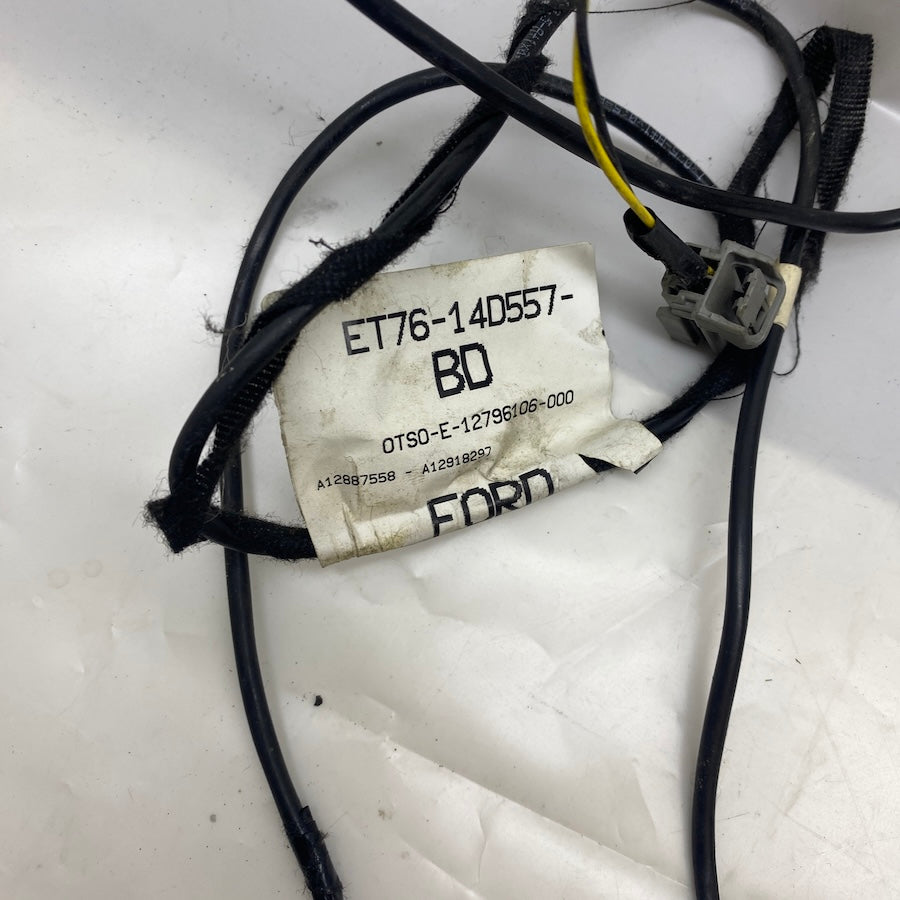 ET76-14D557-
BD
OTSO-E-12796106-000
A12887558 - A12918297
FORD